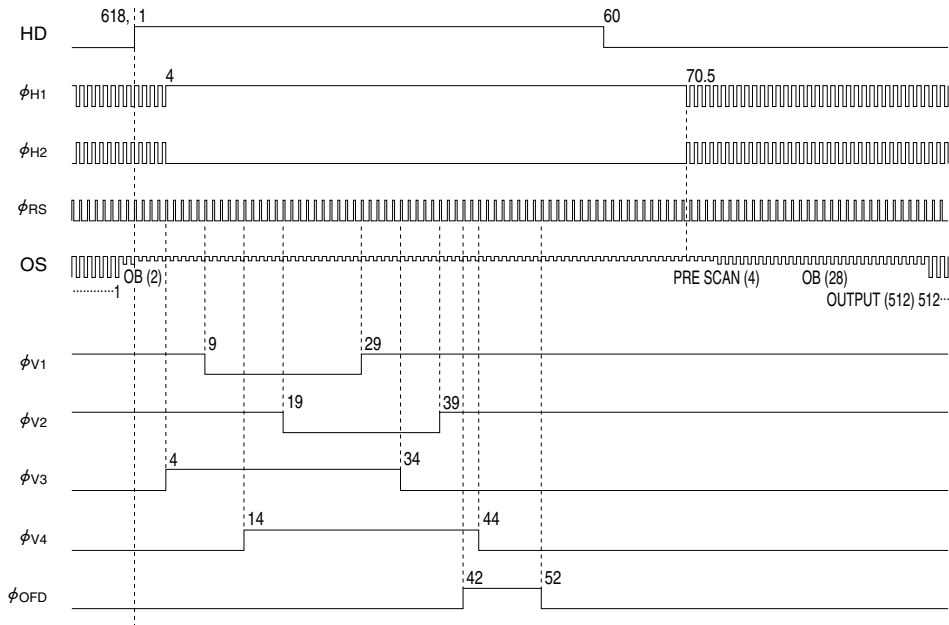 618, 1
60
HD
4
70.5
ϕH1
ϕH2
ϕRS
OS
OB (2)
PRE SCAN (4)
OB (28)
············1
OUTPUT (512) 512···
9
29
ϕV1
19
39
ϕV2
4
34
ϕV3
14
44
ϕV4
42
52
ϕOFD